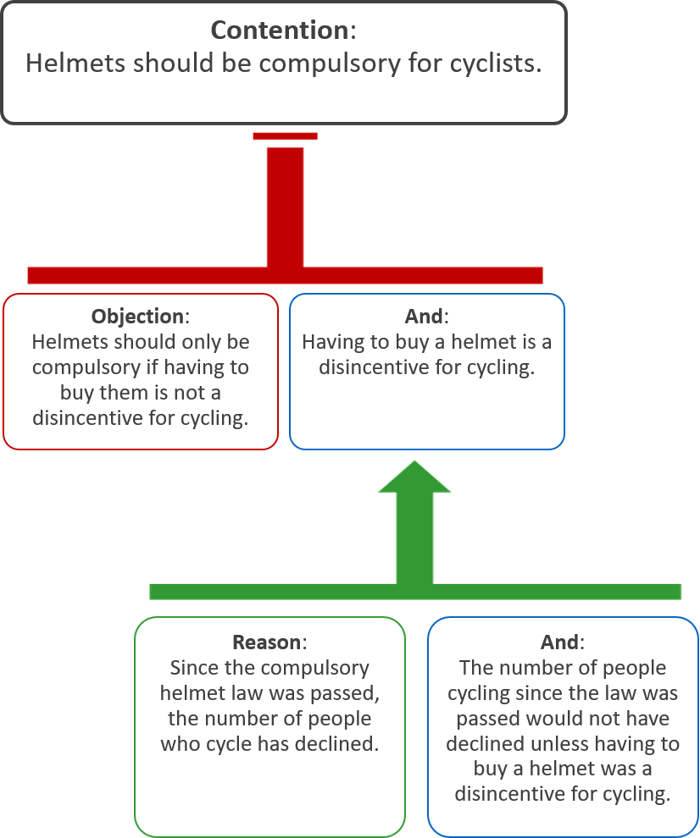 Contention:
Helmets should be compulsory for cyclists.
Objection:
Helmets should only be
compulsory if having to
buy them is not a
disincentive for cycling.
And:
Having to buy a helmet is a
disincentive for cycling.
Reason:
Since the compulsory
helmet law was passed,
the number of people
who cycle has declined.
And:
The number of people
cycling since the law was
passed would not have
declined unless having to
buy a helmet was a
disincentive for cycling.